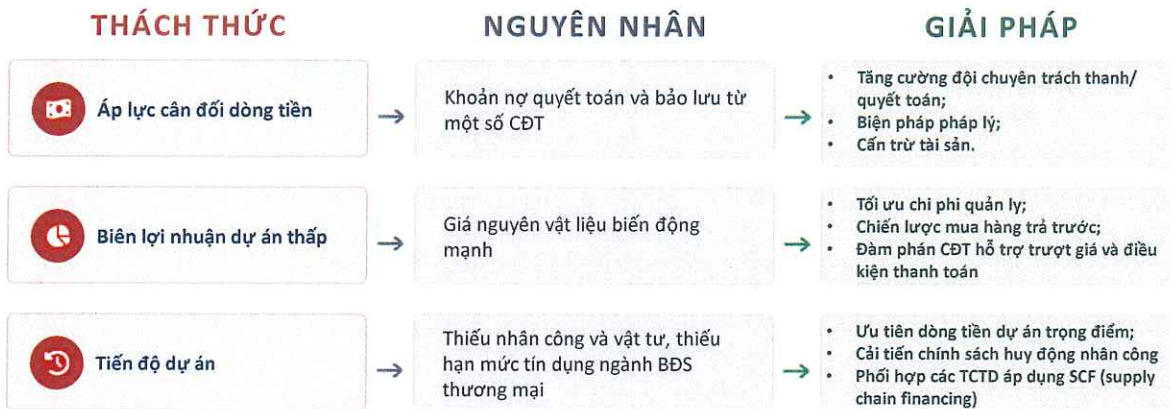 THÁCH THỨC
NGUYÊN NHÂN
GIẢI PHÁP
Áp lực cân đối dòng tiền
Khoản nợ quyết toán và bảo lưu từ
một số CĐT
• Tăng cường đội chuyên trách thanh/
quyết toán;
• Biện pháp pháp lý;
• Cấn trừ tài sản.
Biên lợi nhuận dự án thấp
Giá nguyên vật liệu biến động
mạnh
• Tối ưu chi phi quản ly;
• Chiến lược mua hàng trả trước;
• Đàm phán CĐT hỗ trợ trượt giá và điều
kiện thanh toán
Tiến độ dự án
Thiếu nhân công và vật tư, thiếu
hạn mức tín dụng ngành BĐS
thương mại
• Ưu tiên dòng tiền dự án trọng điểm;
• Cải tiến chính sách huy động nhân công
• Phối hợp các TCTD áp dụng SCF (supply
chain financing)